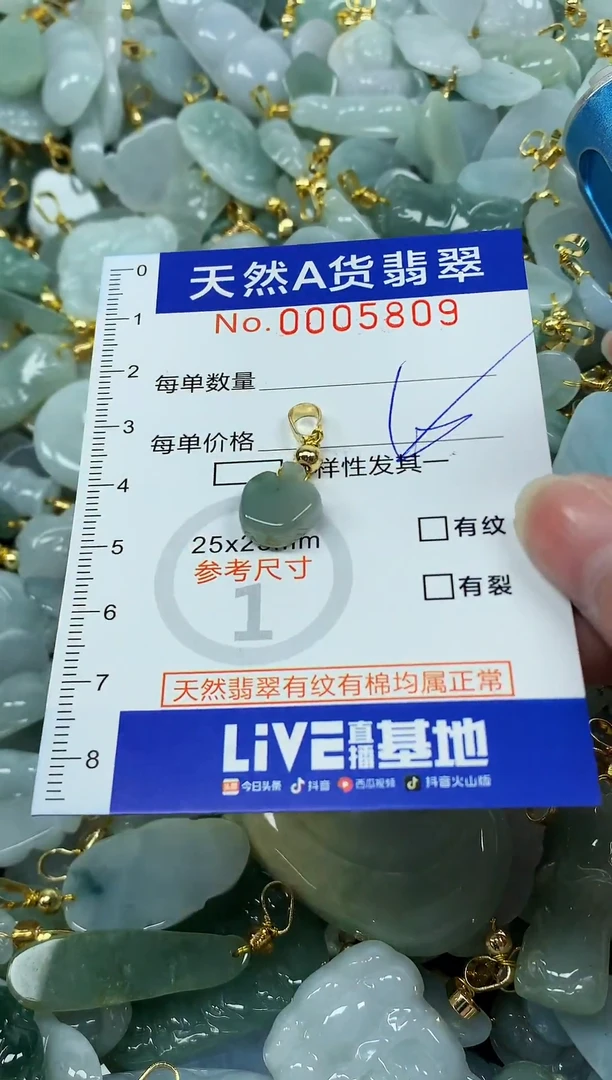 天然A货翡翠
No.0005809
0
1
2
每单数量
3
每单价格
样性发其一
4
25x2 mm
有纹
5
参考尺寸
有裂
1
6
天然翡翠有纹有棉均属正常
7
LiVE直播基地
8
头条 今日头条 抖音 西瓜视频 抖音火山版